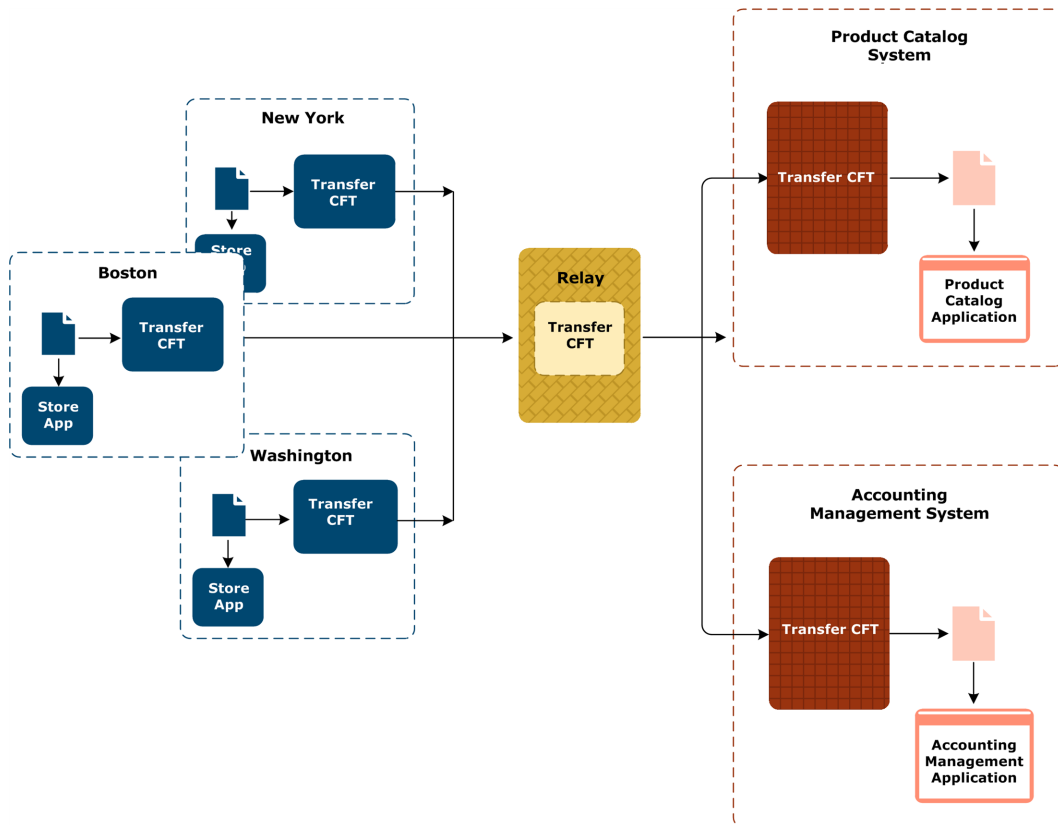 Product Catalog
System
New York
Transfer
CFT
Store
Transfer CFT
Boston
Transfer
CFT
Store
App
Relay
Transfer
CFT
Product
Catalog
Application
Washington
Transfer
CFT
Store
App
Accounting
Management System
Transfer CFT
Accounting
Management
Application